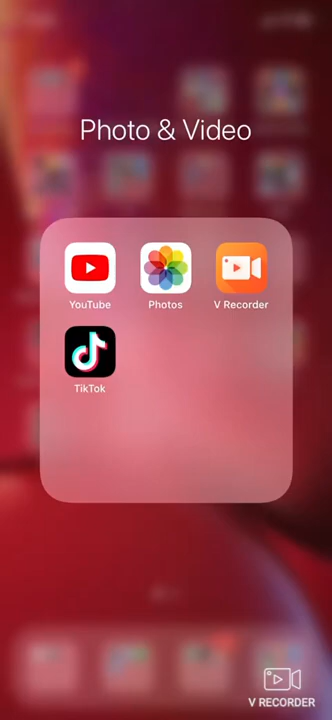 Photo & Video
YouTube
Photos
V Recorder
TikTok
V RECORDER